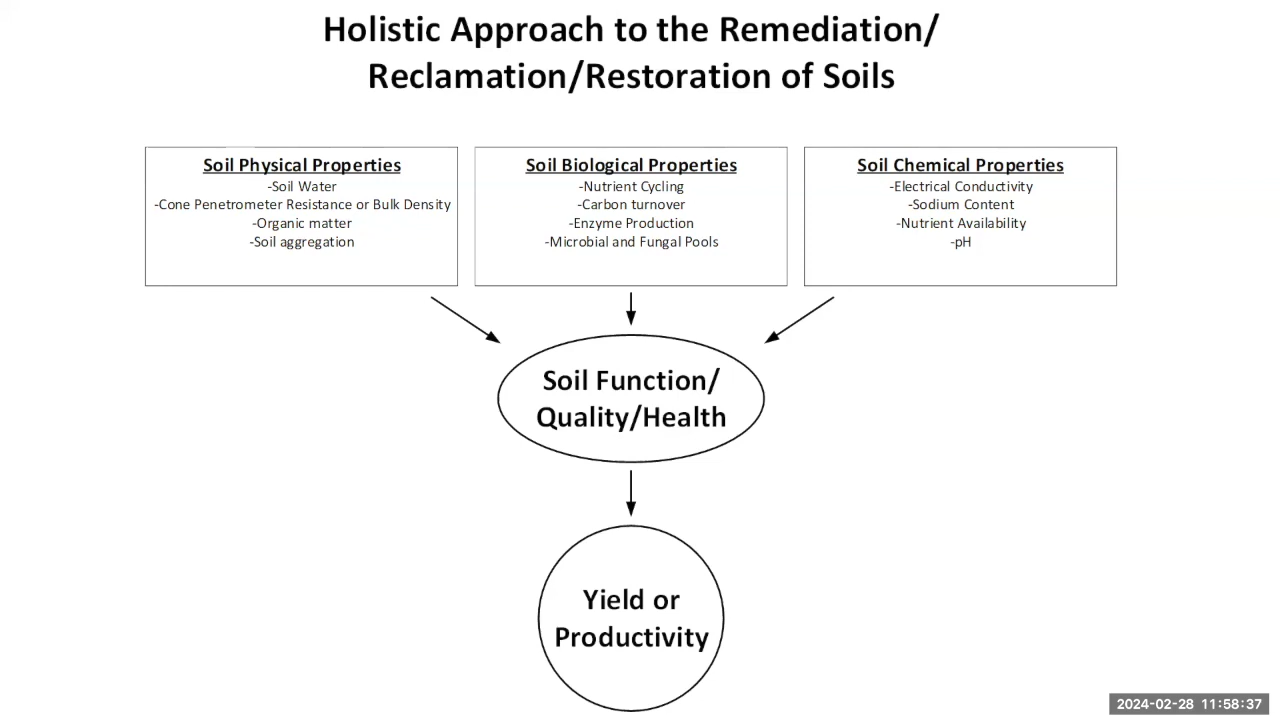 Holistic Approach to the Remediation/
Reclamation/Restoration of Soils
Soil Physical Properties
-Soil Water
-Cone Penetrometer Resistance or Bulk Density
-Organic matter
-Soil aggregation
Soil Biological Properties
-Nutrient Cycling
-Carbon turnover
-Enzyme Production
-Microbial and Fungal Pools
Soil Chemical Properties
-Electrical Conductivity
-Sodium Content
-Nutrient Availability
-pH
Soil Function/
Quality/Health
Yield or
Productivity
2024-02-28 11:58:37